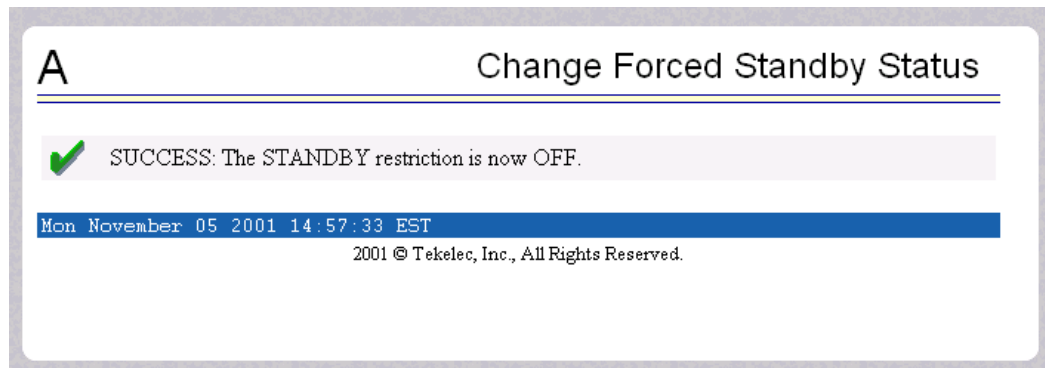 A
Change Forced Standby Status
SUCCESS: The STANDBY restriction is now OFF.
Mon November 05 2001 14:57:33 EST
2001 © Tekelec, Inc., All Rights Reserved.